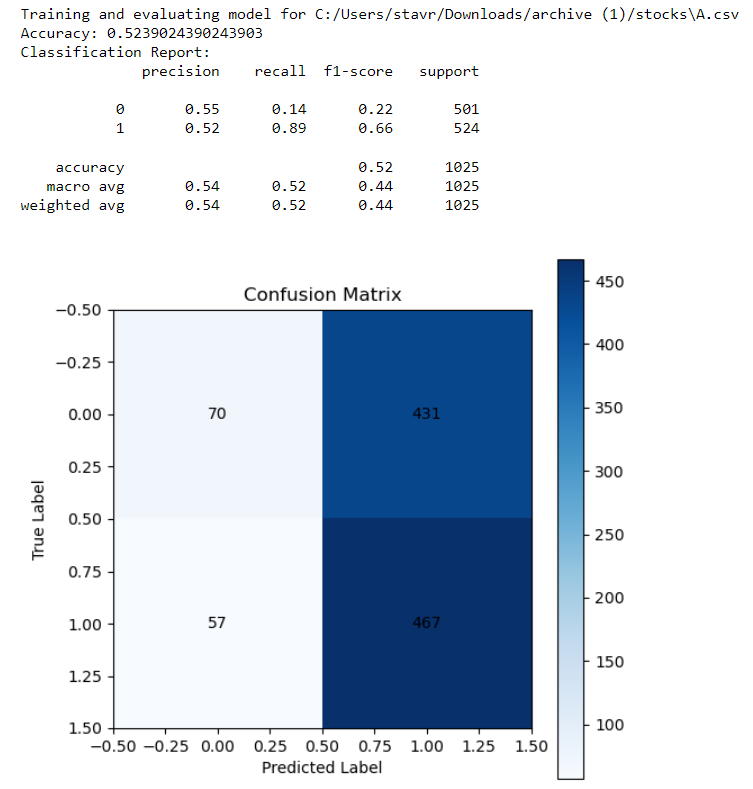 Training and evaluating model for C:/Users/stavr/Downloads/archive (1)/stocks\A.csv
Accuracy: 0.5239024390243903
Classification Report:
precision recall f1-score support
0 0.55 0.14 0.22 501
1 0.52 0.89 0.66 524
accuracy 0.52 1025
macro avg 0.54 0.52 0.44 1025
weighted avg 0.54 0.52 0.44 1025
Confusion Matrix
−0.50
−0.25
0.00
0.25
0.50
0.75
1.00
1.25
1.50
True Label
70 431
57 467
−0.50 −0.25 0.00 0.25 0.50 0.75 1.00 1.25 1.50
Predicted Label
450
400
350
300
250
200
150
100